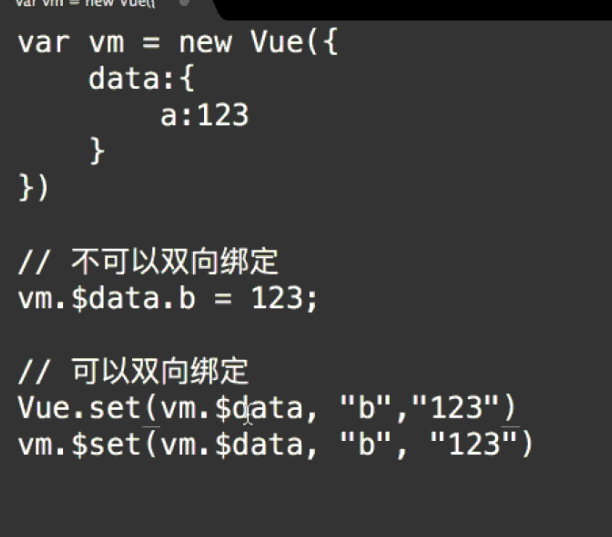 var vm = new Vue({
var vm = new Vue({
    data:{
        a:123
    }
})
// 不可以双向绑定
vm.$data.b = 123;
// 可以双向绑定
Vue.set(vm.$data, "b","123")
vm.$set(vm.$data, "b", "123")